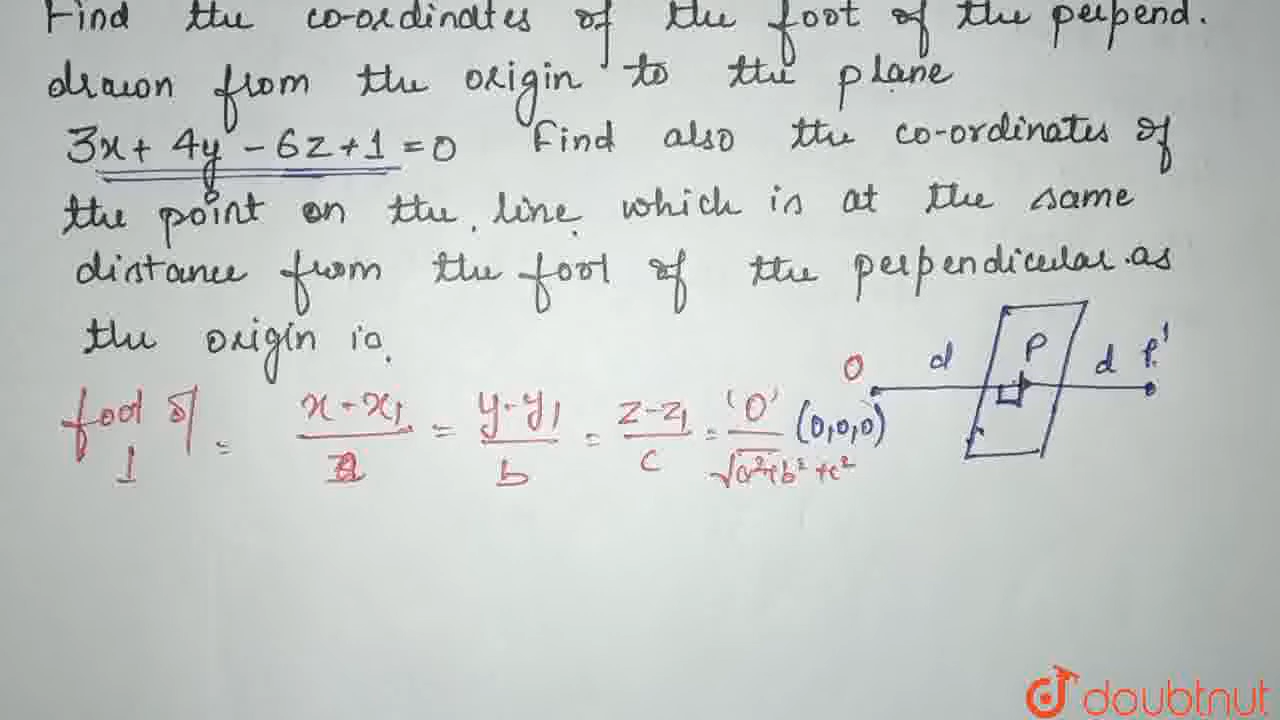 Find the co-ordinates of the foot of the perpend.
drawn from the origin to the plane
3x + 4y - 6z + 1 = 0 Find also the co-ordinates of
the point on the line which is at the same
distance from the foot of the perpendicular as
the origin is.
O d P d P'
(0,0,0)
foot of ⊥ = x-x₁/a = y-y₁/b = z-z₁/c = '0'/√a²+b²+c²
doubtnut